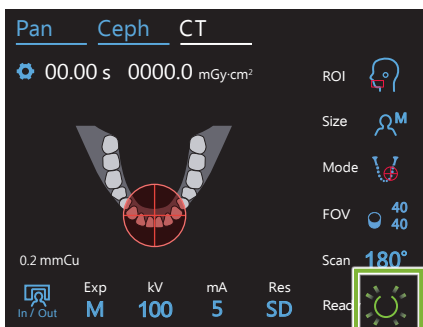 Pan Ceph CT
00.00 s 0000.0 mGy·cm²
ROI
Size M
Mode
FOV 40
40
0.2 mmCu
Scan 180°
Exp kV mA Res
In / Out M 100 5 SD
Ready